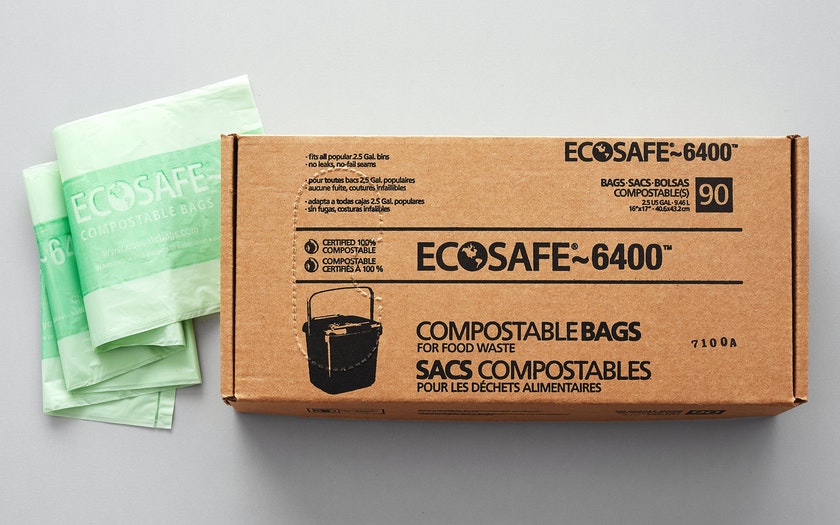 ECOSAFE®
COMPOSTABLE BAGS
~6
· fits all popular 2.5 Gal. bins
· no leaks, no-fail seams
· pour toutes bacs 2,5 Gal. populaires
· aucune fuite, coutures infaillibles
· adapta a todas cajas 2.5 Gal. populares
· sin fugas, costuras infalibles
ECOSAFE®~6400™
BAGS·SACS·BOLSAS
COMPOSTABLE(S)
90
2.5 US GAL · 9.46 L
16"x17" - 40.6x43.2cm
CERTIFIED 100%
COMPOSTABLE
COMPOSTABLE
CERTIFIÉS À 100 %
ECOSAFE®~6400™
COMPOSTABLE BAGS
FOR FOOD WASTE
7100A
SACS COMPOSTABLES
POUR LES DÉCHETS ALIMENTAIRES